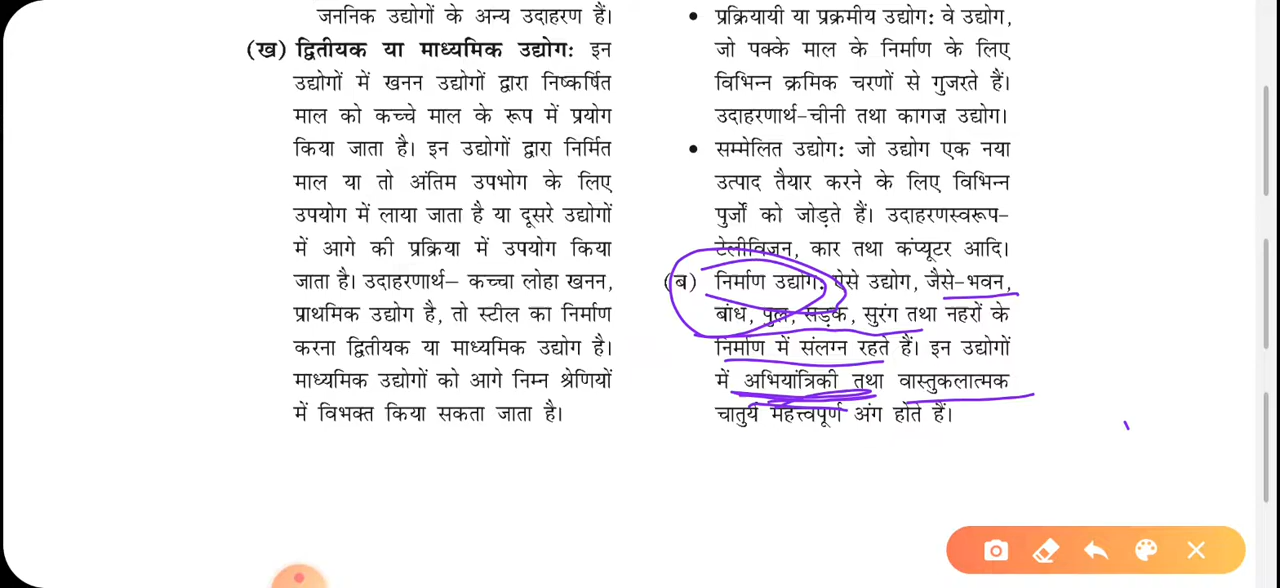 जननिक उद्योगों के अन्य उदाहरण हैं।
(ख) द्वितीयक या माध्यमिक उद्योग: इन
उद्योगों में खनन उद्योगों द्वारा निष्कर्षित
माल को कच्चे माल के रूप में प्रयोग
किया जाता है। इन उद्योगों द्वारा निर्मित
माल या तो अंतिम उपभोग के लिए
उपयोग में लाया जाता है या दूसरे उद्योगों
में आगे की प्रक्रिया में उपयोग किया
जाता है। उदाहरणार्थ– कच्चा लोहा खनन,
प्राथमिक उद्योग है, तो स्टील का निर्माण
करना द्वितीयक या माध्यमिक उद्योग है।
माध्यमिक उद्योगों को आगे निम्न श्रेणियों
में विभक्त किया सकता जाता है।
• प्रक्रियायी या प्रक्रमीय उद्योग: वे उद्योग,
जो पक्के माल के निर्माण के लिए
विभिन्न क्रमिक चरणों से गुजरते हैं।
उदाहरणार्थ–चीनी तथा कागज़ उद्योग।
• सम्मेलित उद्योग: जो उद्योग एक नया
उत्पाद तैयार करने के लिए विभिन्न
पुर्जों को जोड़ते हैं। उदाहरणस्वरूप–
टेलीविज़न, कार तथा कंप्यूटर आदि।
(ब) निर्माण उद्योग: ऐसे उद्योग, जैसे–भवन,
बांध, पुल, सड़क, सुरंग तथा नहरों के
निर्माण में संलग्न रहते हैं। इन उद्योगों
में अभियांत्रिकी तथा वास्तुकलात्मक
चातुर्य महत्त्वपूर्ण अंग होते हैं।